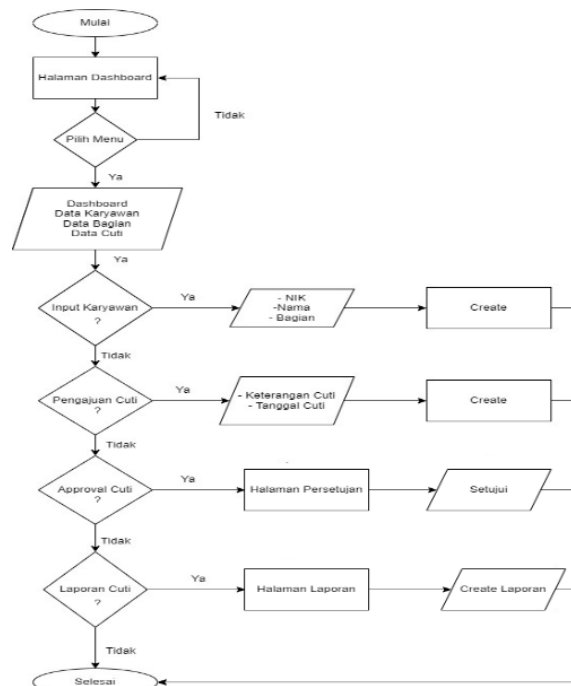 Mulai
Halaman Dashboard
Tidak
Pilih Menu
Ya
Dashboard
Data Karyawan
Data Bagian
Data Cuti
Ya
Input Karyawan
?
Ya
- NIK
-Nama
- Bagian
Create
Tidak
Pengajuan Cuti
?
Ya
- Keterangan Cuti
- Tanggal Cuti
Create
Tidak
Approval Cuti
?
Ya
Halaman Persetujan
Setujui
Tidak
Laporan Cuti
?
Ya
Halaman Laporan
Create Laporan
Tidak
Selesai